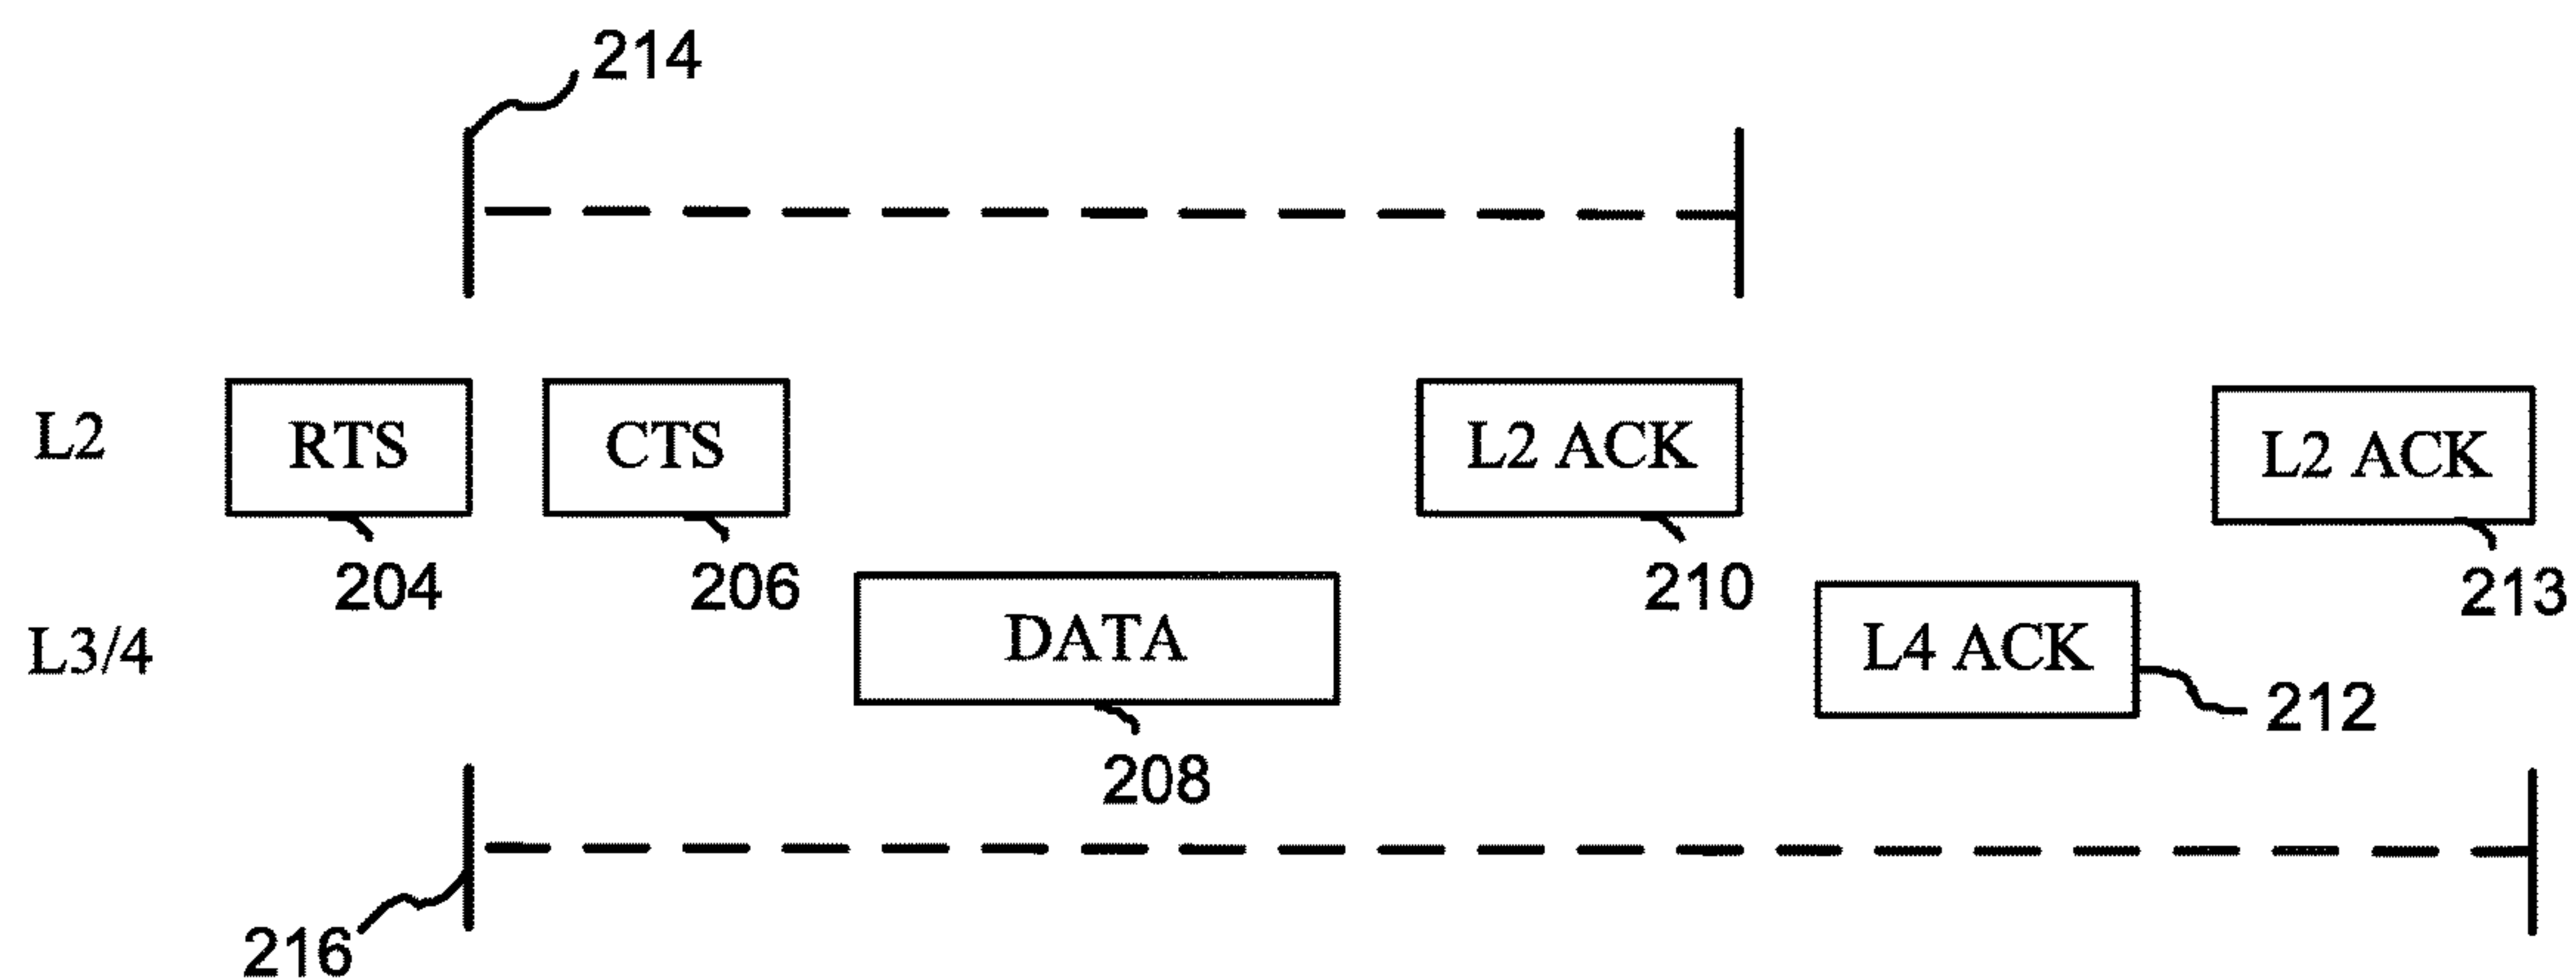 214
L2 RTS CTS L2 ACK L2 ACK
204 206 210 213
L3/4 DATA L4 ACK 212
208
216